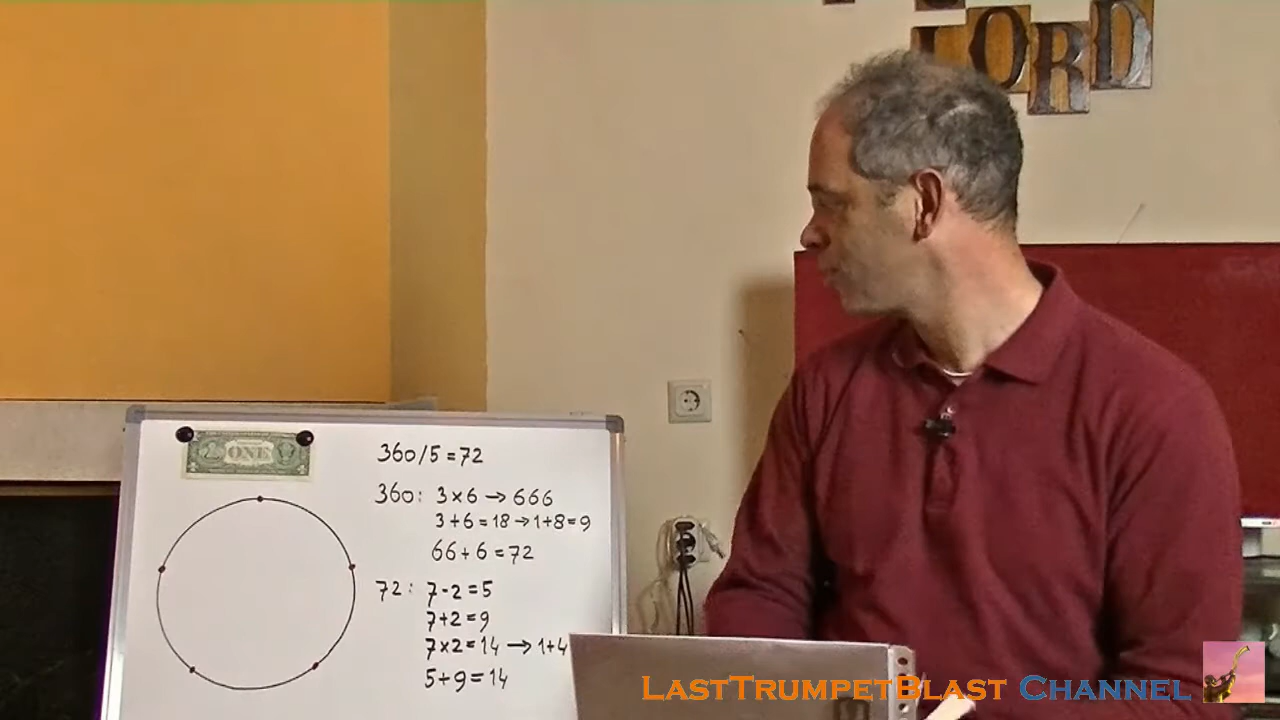 LORD
ONE
360/5=72
360: 3×6→666
3+6=18→1+8=9
66+6=72
72: 7-2=5
7+2=9
7×2=14→1+4
5+9=14
LASTTRUMPETBLAST CHANNEL